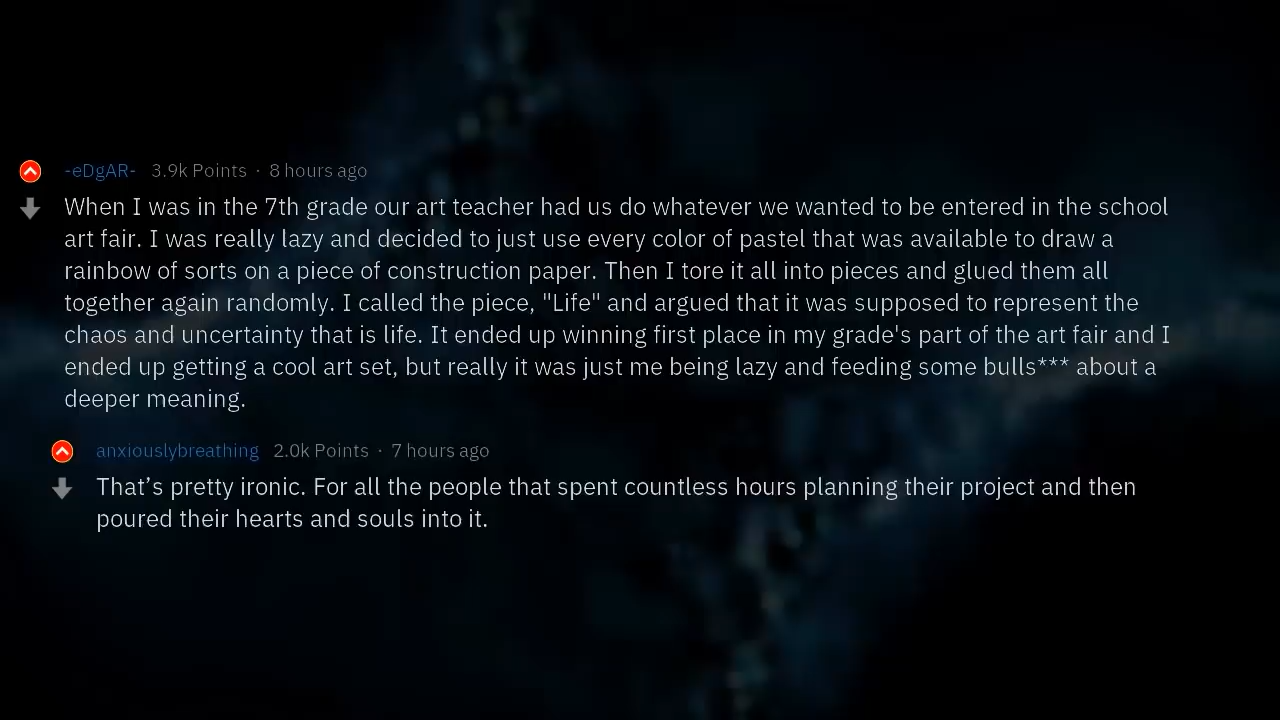 -eDgAR- 3.9k Points · 8 hours ago
When I was in the 7th grade our art teacher had us do whatever we wanted to be entered in the school
art fair. I was really lazy and decided to just use every color of pastel that was available to draw a
rainbow of sorts on a piece of construction paper. Then I tore it all into pieces and glued them all
together again randomly. I called the piece, "Life" and argued that it was supposed to represent the
chaos and uncertainty that is life. It ended up winning first place in my grade's part of the art fair and I
ended up getting a cool art set, but really it was just me being lazy and feeding some bulls*** about a
deeper meaning.
anxiouslybreathing 2.0k Points · 7 hours ago
That’s pretty ironic. For all the people that spent countless hours planning their project and then
poured their hearts and souls into it.